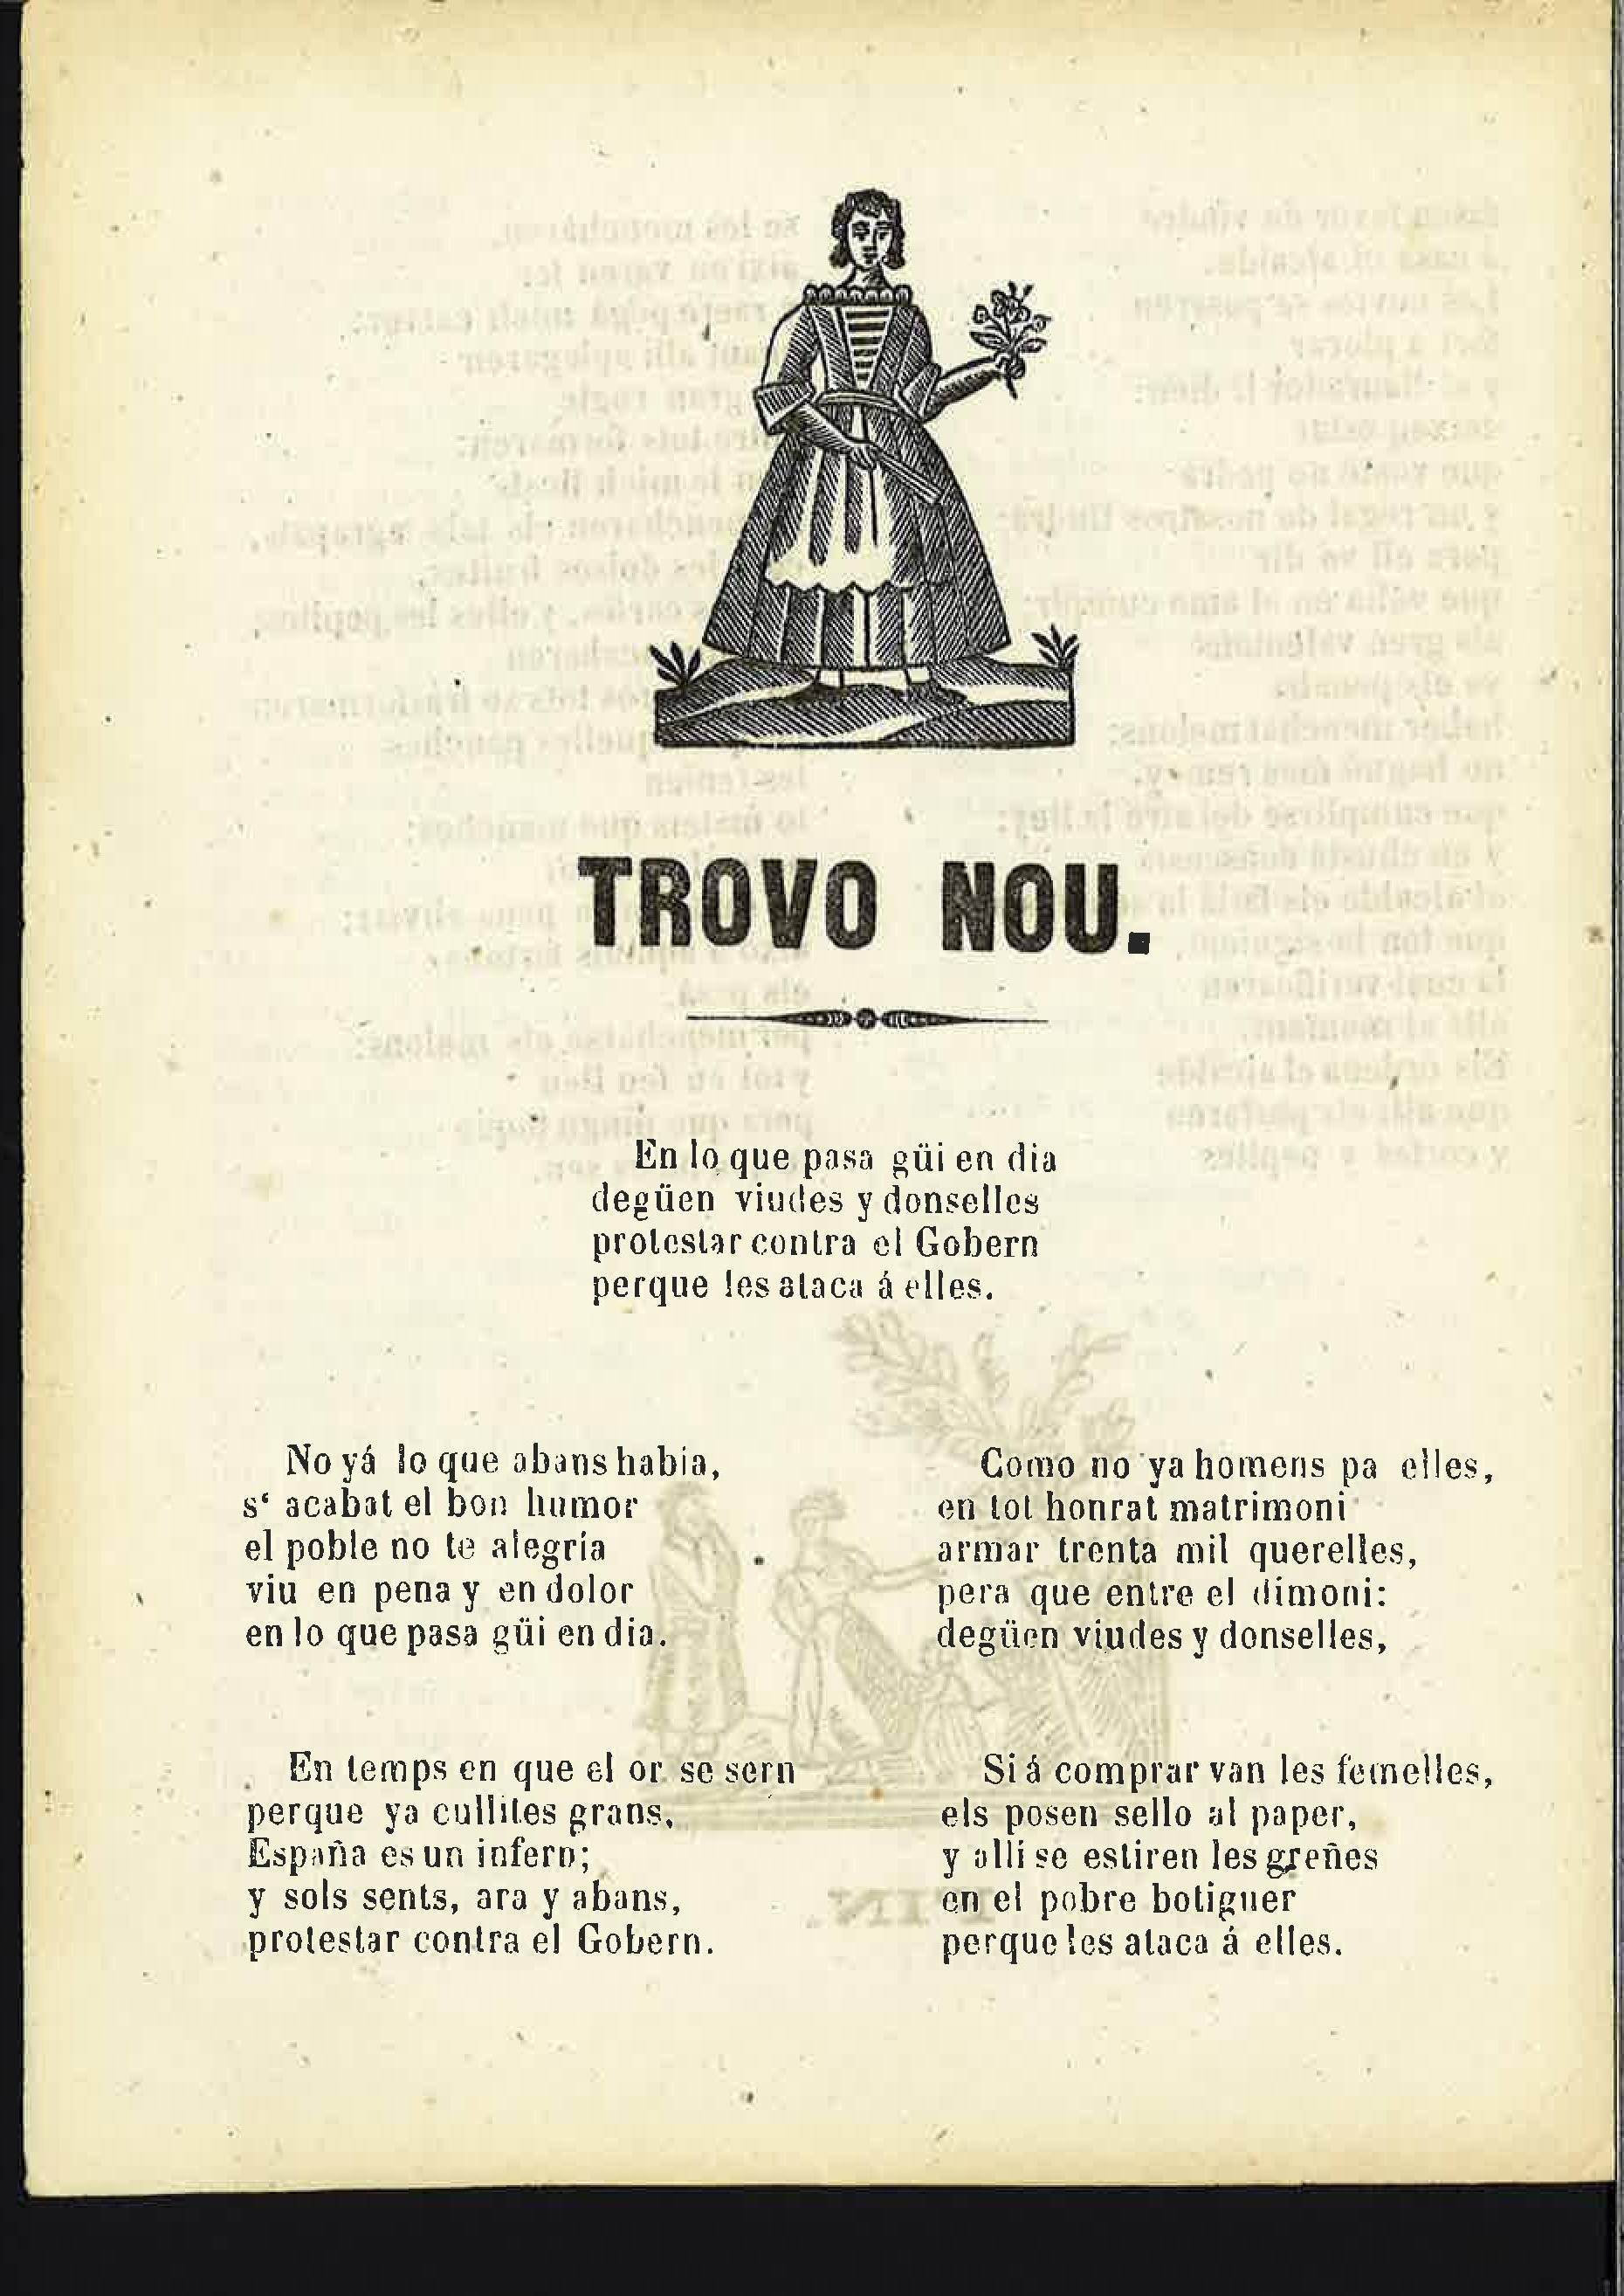 TROVO NOU.
En lo que pasa güi en dia
degüen viudes y donselles
protestar contra el Gobern
perque les ataca á elles.
No yá lo que abans habia,
s‘ acabat el bon humor
el poble no te alegría
viu en pena y en dolor
en lo que pasa güi en dia.
En temps en que el or se sern
perque ya cullites grans,
España es un infern;
y sols sents, ara y abans,
protestar contra el Gobern.
Como no ya homens pa elles,
en tot honrat matrimoni
armar trenta mil querelles,
pera que entre el dimoni:
degüen viudes y donselles,
Si á comprar van les femelles,
els posen sello al paper,
y alli se estiren les greñes
en el pobre botiguer
perque les ataca á elles.